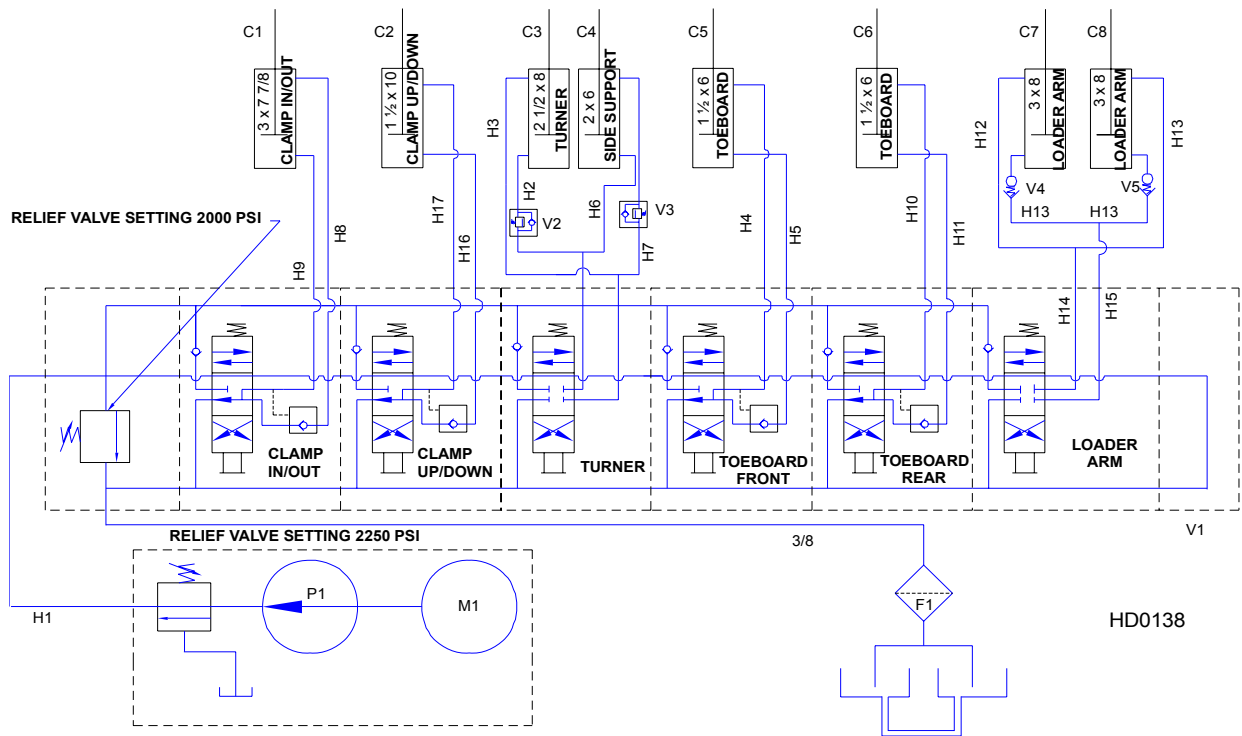 C1
C2
C3
C4
C5
C6
C7
C8
3 x 7 7/8
CLAMP IN/OUT
1 ½ x 10
CLAMP UP/DOWN
2 1/2 x 8
TURNER
2 x 6
SIDE SUPPORT
1 ½ x 6
TOEBOARD
1 ½ x 6
TOEBOARD
3 x 8
LOADER ARM
3 x 8
LOADER ARM
H3
H12
H13
H2
H6
V2
V3
V4
V5
H13
H13
RELIEF VALVE SETTING 2000 PSI
H9
H8
H17
H16
H7
H4
H5
H10
H11
H14
H15
CLAMP
IN/OUT
CLAMP
UP/DOWN
TURNER
TOEBOARD
FRONT
TOEBOARD
REAR
LOADER
ARM
RELIEF VALVE SETTING 2250 PSI
3/8
V1
P1
M1
F1
H1
HD0138